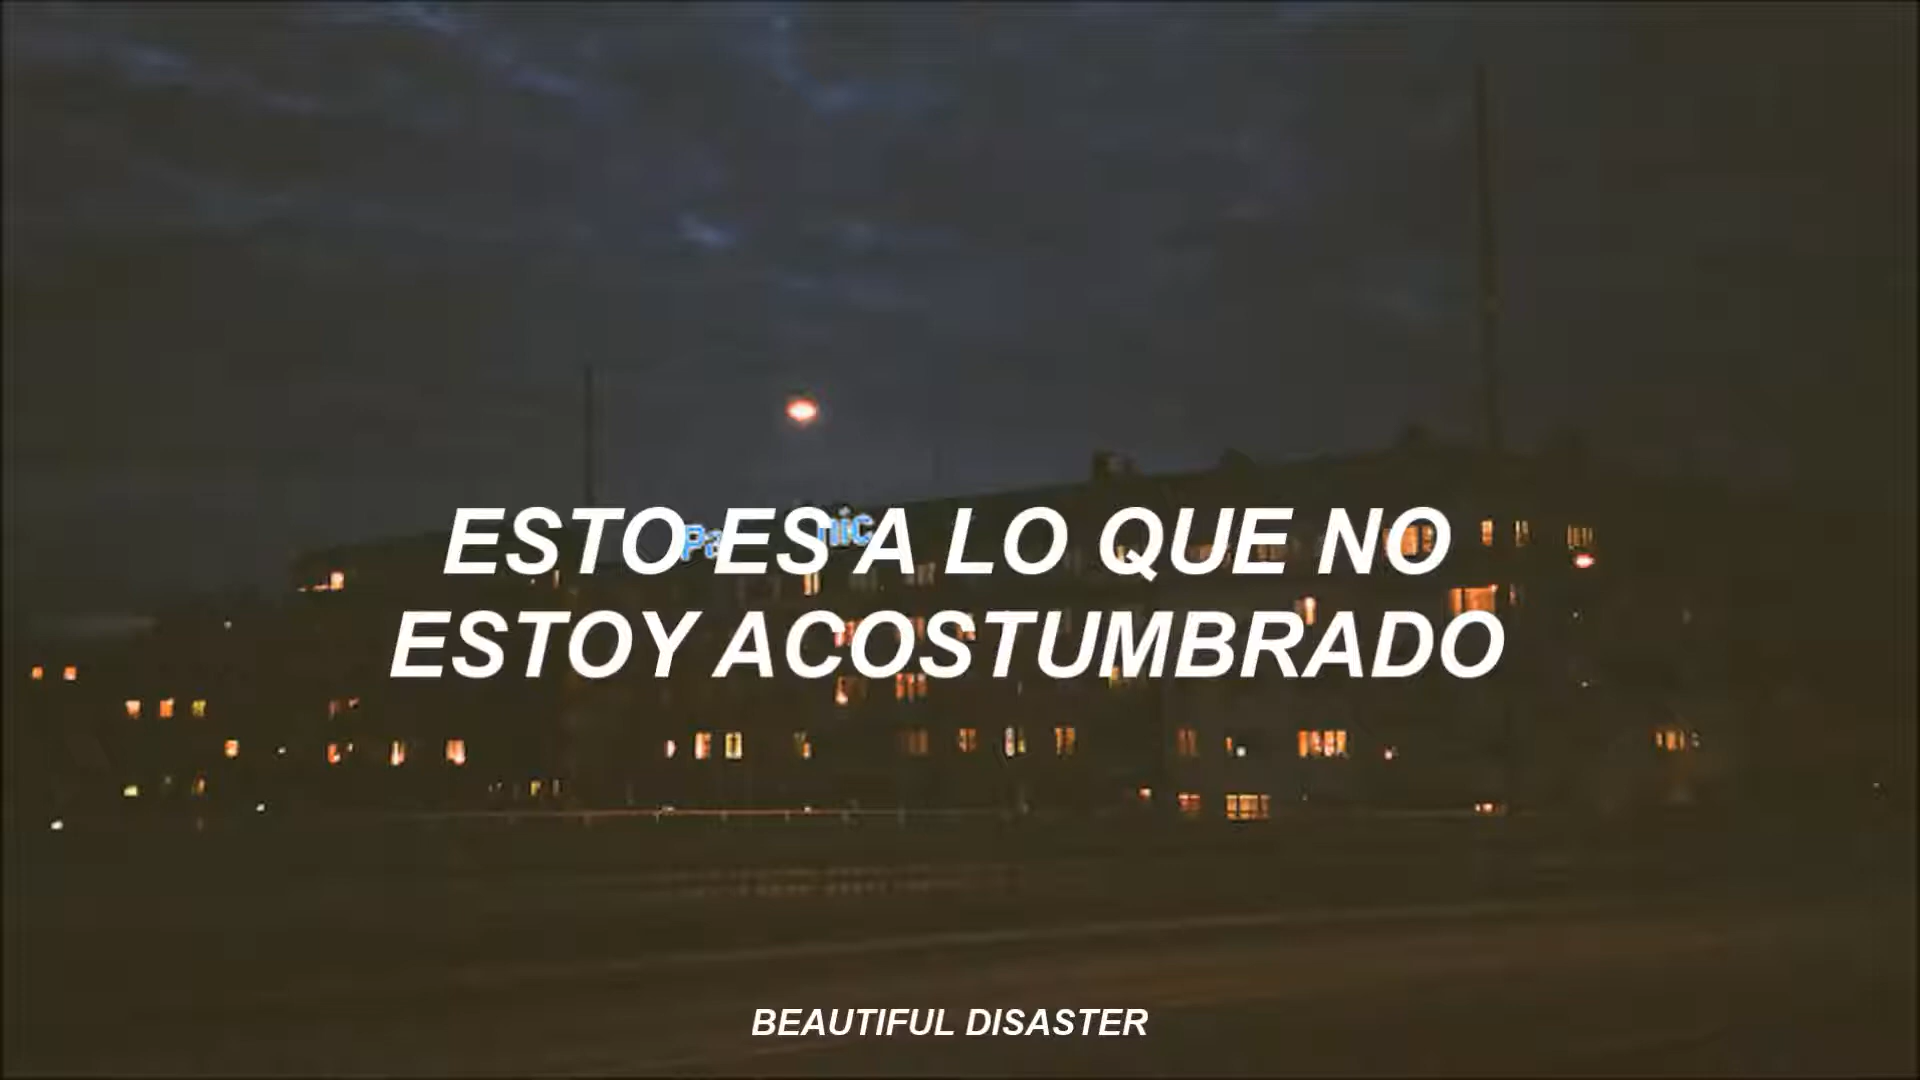 ESTO ES A LO QUE NO
ESTOY ACOSTUMBRADO
BEAUTIFUL DISASTER